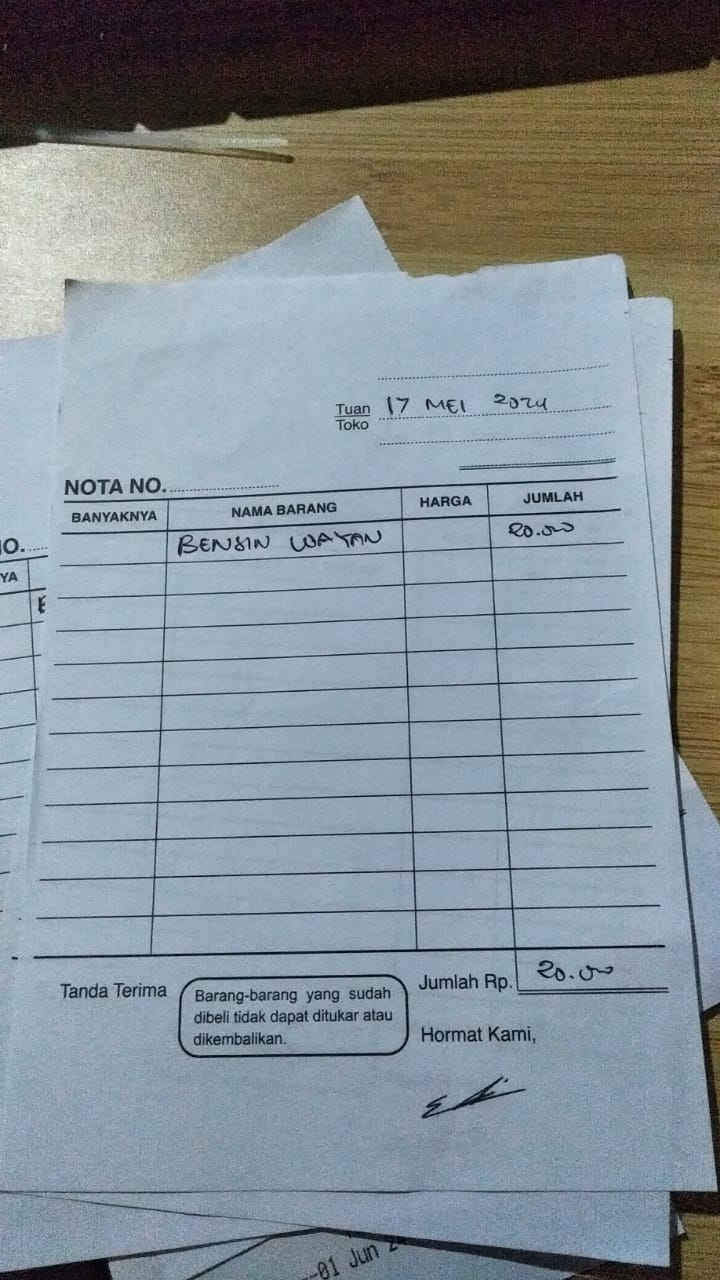 Tuan 17 MEI 2024
Toko
NOTA NO.
BANYAKNYA NAMA BARANG HARGA JUMLAH
BENSIN WAYAN 20.000
Tanda Terima
Barang-barang yang sudah
dibeli tidak dapat ditukar atau
dikembalikan.
Jumlah Rp. 20.000
Hormat Kami,
O.
YA
01 Jun